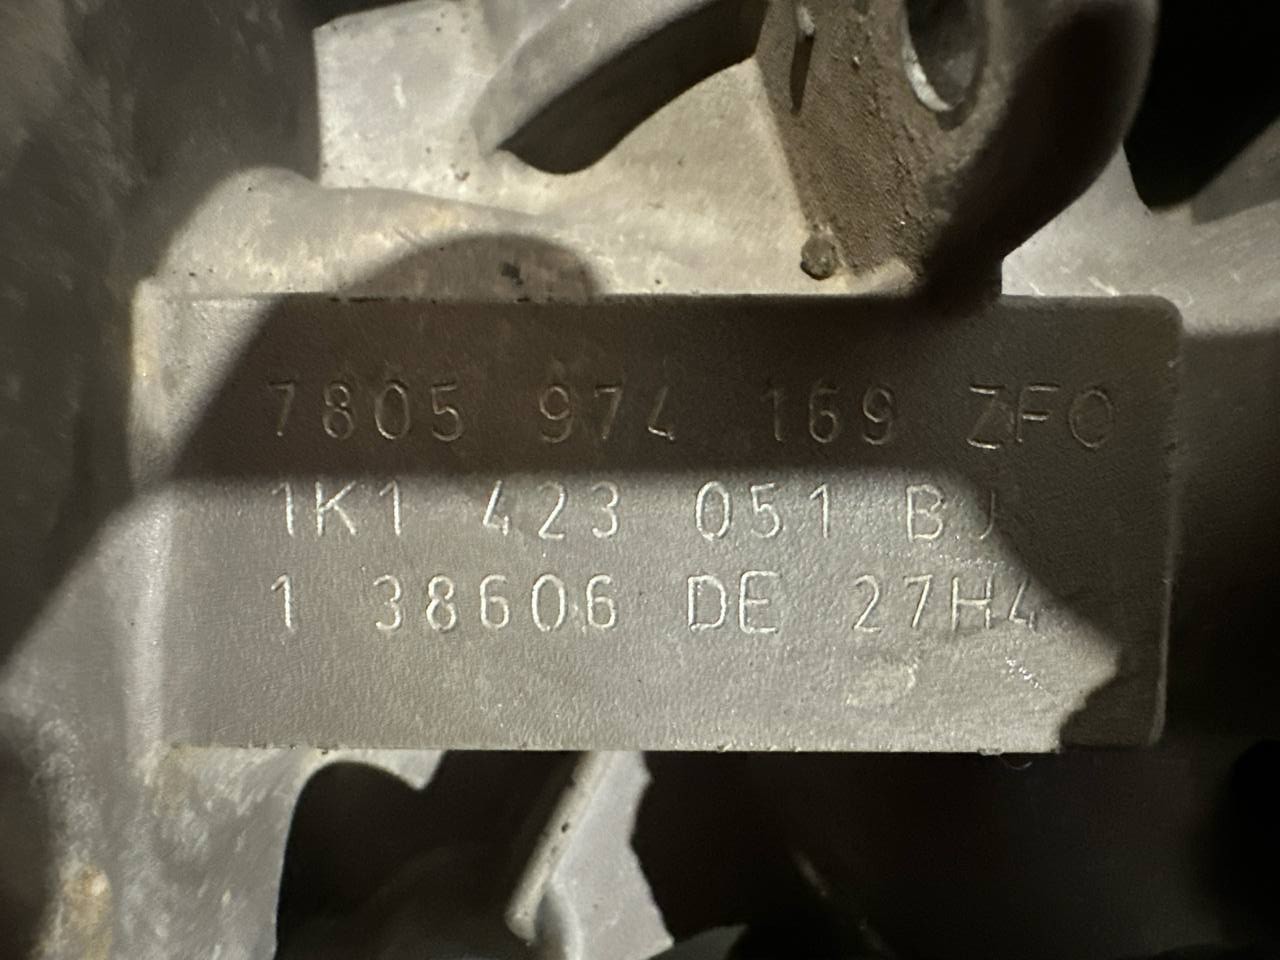 7805 974 169 ZFO
1K1 423 051 BJ
1 38606 DE 27H4